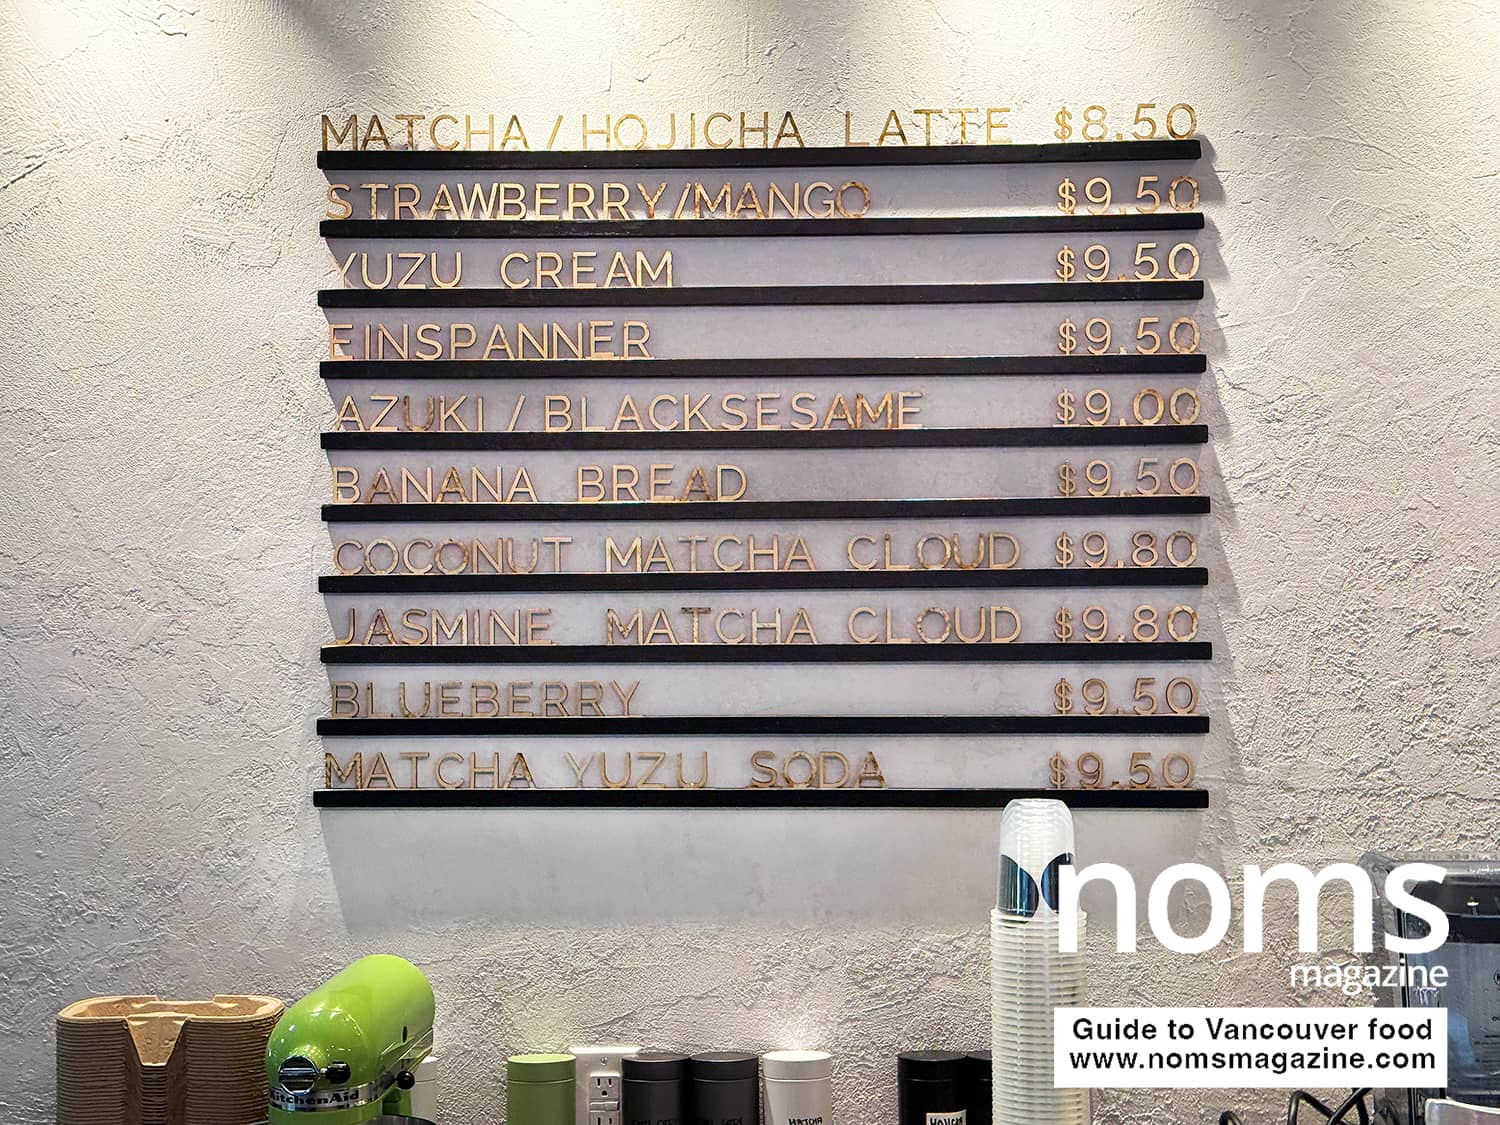 MATCHA / HOJICHA LATTE $8.50
STRAWBERRY/MANGO $9.50
YUZU CREAM $9.50
EINSPANNER $9.50
AZUKI / BLACKSESAME $9.00
BANANA BREAD $9.50
COCONUT MATCHA CLOUD $9.80
JASMINE MATCHA CLOUD $9.80
BLUEBERRY $9.50
MATCHA YUZU SODA $9.50
noms
magazine
Guide to Vancouver food
www.nomsmagazine.com
KitchenAid
MATCHA
HOJICHA